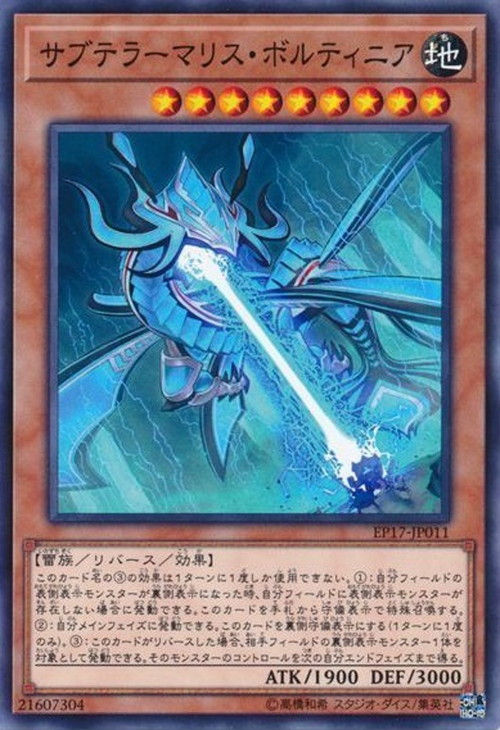 サブテラーマリス・ボルティニア
地
EP17-JP011
【雷族／リバース／効果】
このカード名の③の効果は1ターンに1度しか使用できない。①：自分フィールドの
表側表示モンスターが裏側表示になった時、自分フィールドに表側表示モンスターが
存在しない場合に発動できる。このカードを手札から守備表示で特殊召喚する。
②：自分メインフェイズに発動できる。このカードを裏側守備表示にする（1ターンに1度
のみ）。③：このカードがリバースした場合、相手フィールドの裏側表示モンスター1体を
対象として発動できる。そのモンスターのコントロールを次の自分エンドフェイズまで得る。
ATK/1900 DEF/3000
21607304
©高橋和希 スタジオ・ダイス/集英社